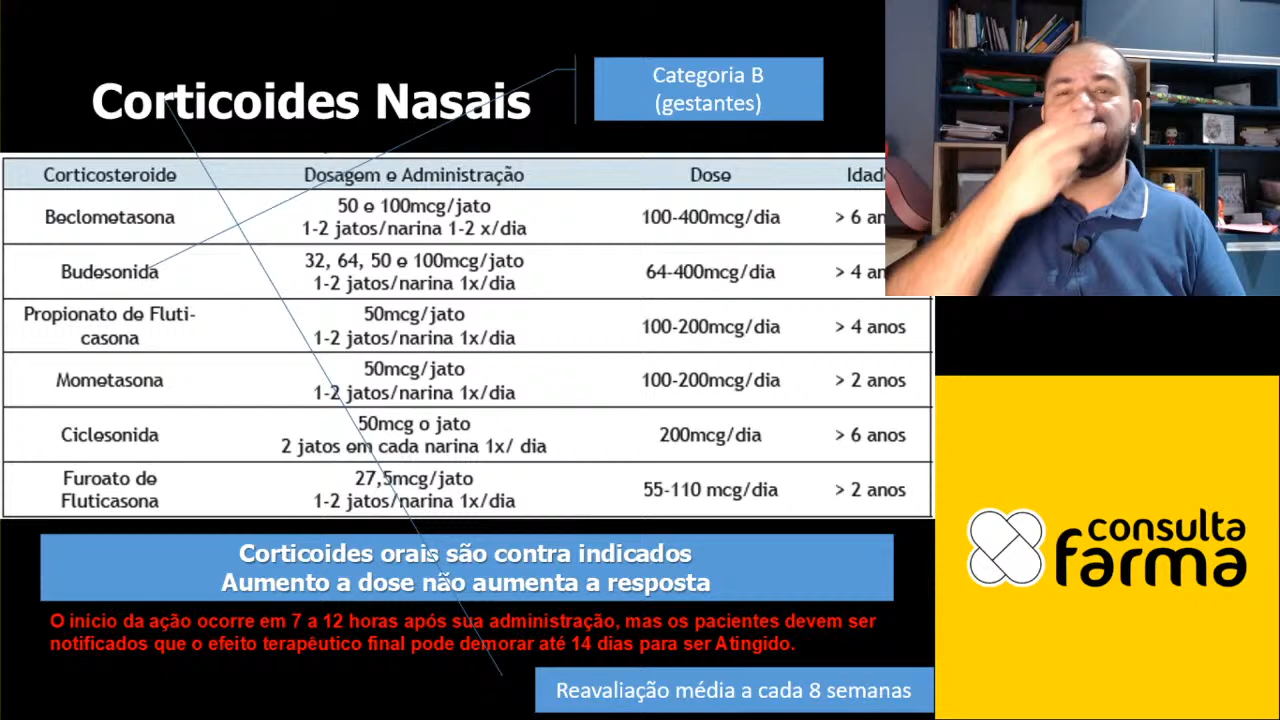 Corticoides Nasais
Categoria B
(gestantes)
Corticosteroide Dosagem e Administração Dose Idad
Beclometasona 50 e 100mcg/jato 1-2 jatos/narina 1-2 x/dia 100-400mcg/dia > 6 an
Budesonida 32, 64, 50 e 100mcg/jato 1-2 jatos/narina 1x/dia 64-400mcg/dia > 4 an
Propionato de Fluti-
casona 50mcg/jato 1-2 jatos/narina 1x/dia 100-200mcg/dia > 4 anos
Mometasona 50mcg/jato 1-2 jatos/narina 1x/dia 100-200mcg/dia > 2 anos
Ciclesonida 50mcg o jato 2 jatos em cada narina 1x/ dia 200mcg/dia > 6 anos
Furoato de
Fluticasona 27,5mcg/jato 1-2 jatos/narina 1x/dia 55-110 mcg/dia > 2 anos
Corticoides orais são contra indicados
Aumento a dose não aumenta a resposta
O início da ação ocorre em 7 a 12 horas após sua administração, mas os pacientes devem ser
notificados que o efeito terapêutico final pode demorar até 14 dias para ser Atingido.
Reavaliação média a cada 8 semanas
consulta
farma